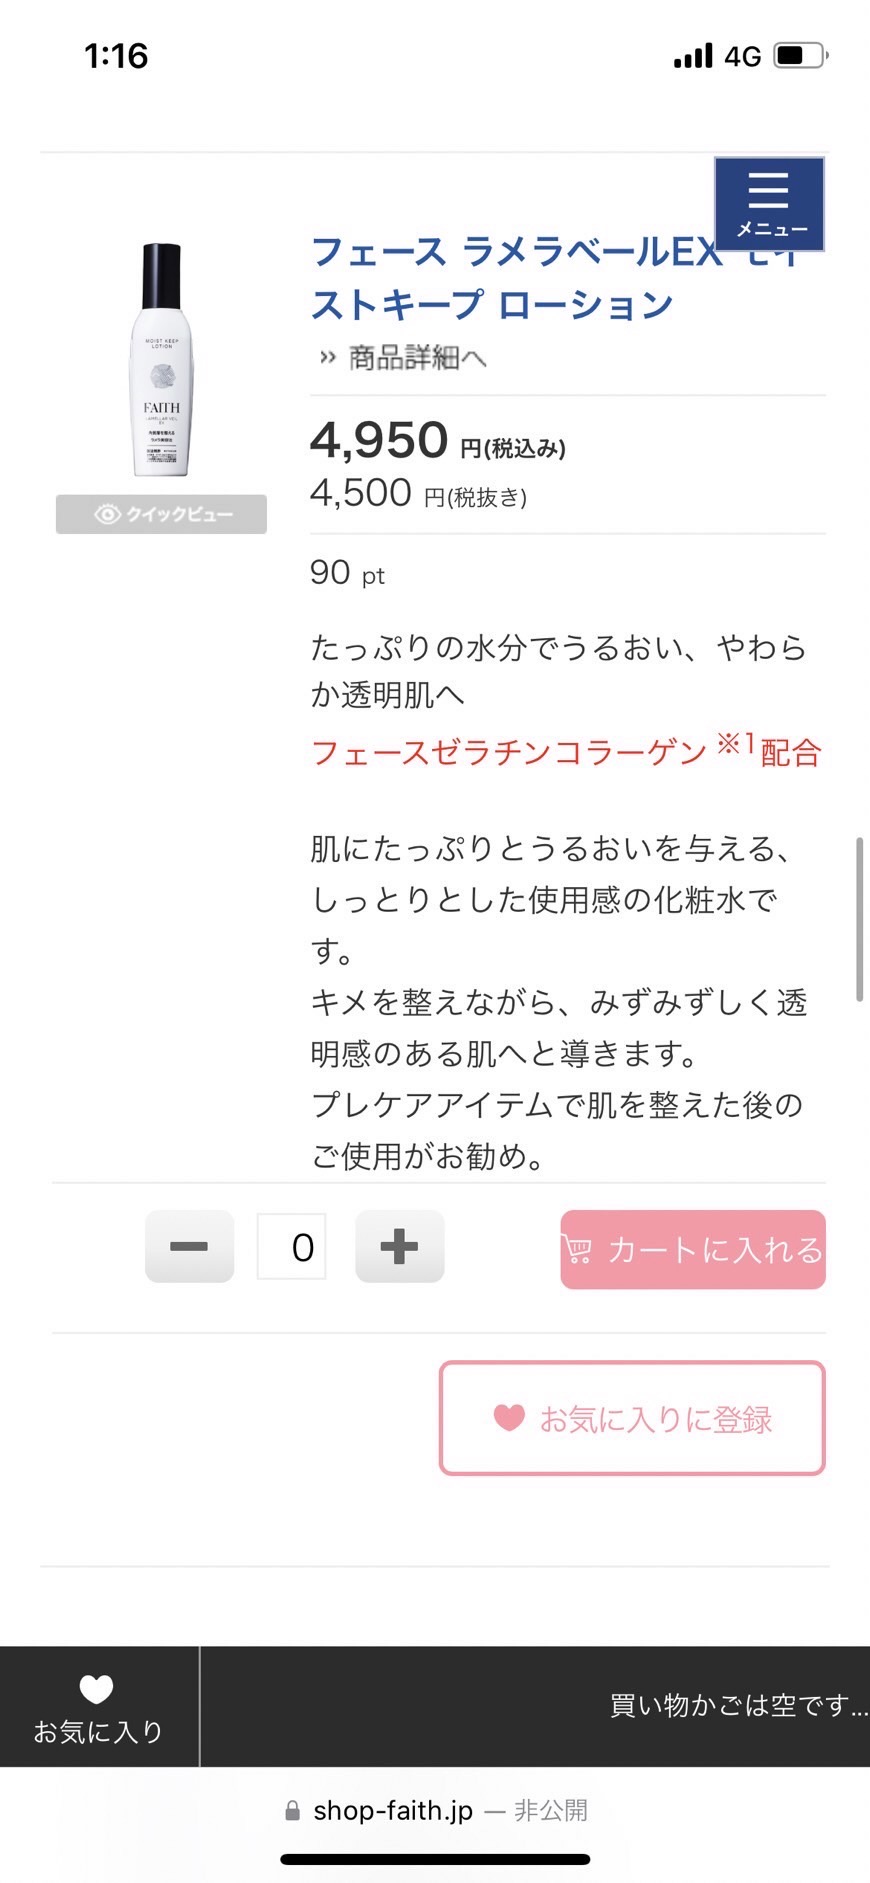 1:16
4G
メニュー
フェース ラメラベールEX モイ
ストキープ ローション
» 商品詳細へ
MOIST KEEP
LOTION
FAITH
4,950 円(税込み)
4,500 円(税抜き)
クイックビュー
90 pt
たっぷりの水分でうるおい、やわら
か透明肌へ
フェースゼラチンコラーゲン ※1配合
肌にたっぷりとうるおいを与える、
しっとりとした使用感の化粧水で
す。
キメを整えながら、みずみずしく透
明感のある肌へと導きます。
プレケアアイテムで肌を整えた後の
ご使用がお勧め。
0
カートに入れる
お気に入りに登録
お気に入り
買い物かごは空です...
shop-faith.jp — 非公開